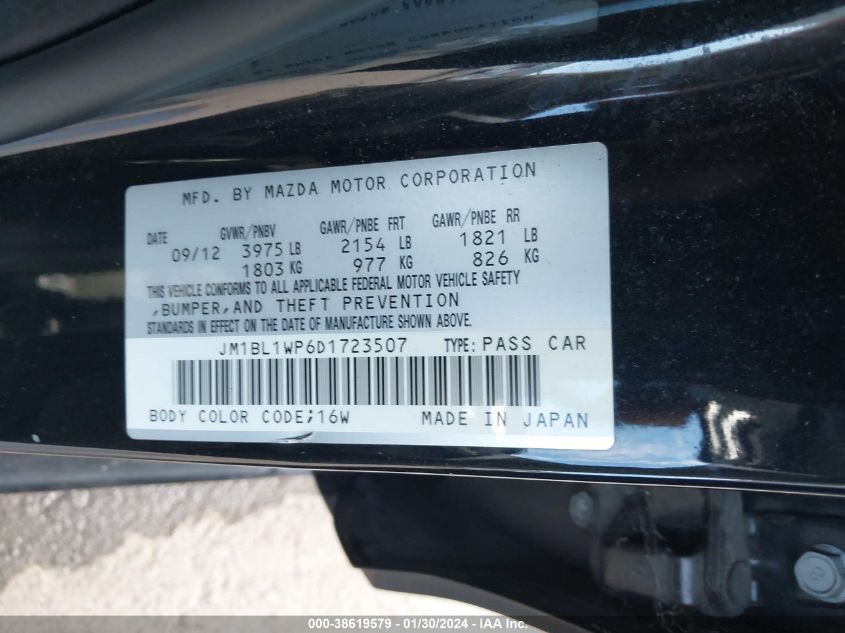 MFD. BY MAZDA MOTOR CORPORATION
DATE GVWR/PNBV GAWR/PNBE FRT GAWR/PNBE RR
09/12 3975 LB 2154 LB 1821 LB
1803 KG 977 KG 826 KG
THIS VEHICLE CONFORMS TO ALL APPLICABLE FEDERAL MOTOR VEHICLE SAFETY
,BUMPER,AND THEFT PREVENTION
STANDARDS IN EFFECT ON THE DATE OF MANUFACTURE SHOWN ABOVE.
JM1BL1WP6D1723507 TYPE: PASS CAR
BODY COLOR CODE;16W MADE IN JAPAN
000-38619579 — 01/30/2024 — IAA Inc.